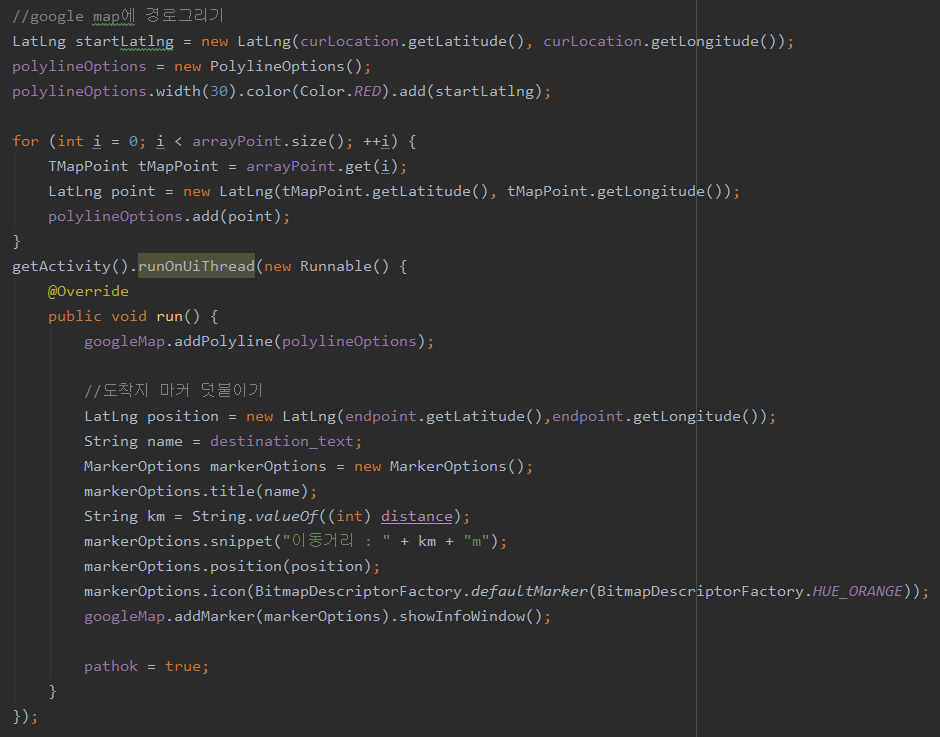 //google map에 경로그리기
LatLng startLatlng = new LatLng(curLocation.getLatitude(), curLocation.getLongitude());
polylineOptions = new PolylineOptions();
polylineOptions.width(30).color(Color.RED).add(startLatlng);
for (int i = 0; i < arrayPoint.size(); ++i) {
TMapPoint tMapPoint = arrayPoint.get(i);
LatLng point = new LatLng(tMapPoint.getLatitude(), tMapPoint.getLongitude());
polylineOptions.add(point);
}
getActivity().runOnUiThread(new Runnable() {
@Override
public void run() {
googleMap.addPolyline(polylineOptions);
//도착지 마커 덧붙이기
LatLng position = new LatLng(endpoint.getLatitude(),endpoint.getLongitude());
String name = destination_text;
MarkerOptions markerOptions = new MarkerOptions();
markerOptions.title(name);
String km = String.valueOf((int) distance);
markerOptions.snippet("이동거리 : " + km + "m");
markerOptions.position(position);
markerOptions.icon(BitmapDescriptorFactory.defaultMarker(BitmapDescriptorFactory.HUE_ORANGE));
googleMap.addMarker(markerOptions).showInfoWindow();
pathok = true;
}
});